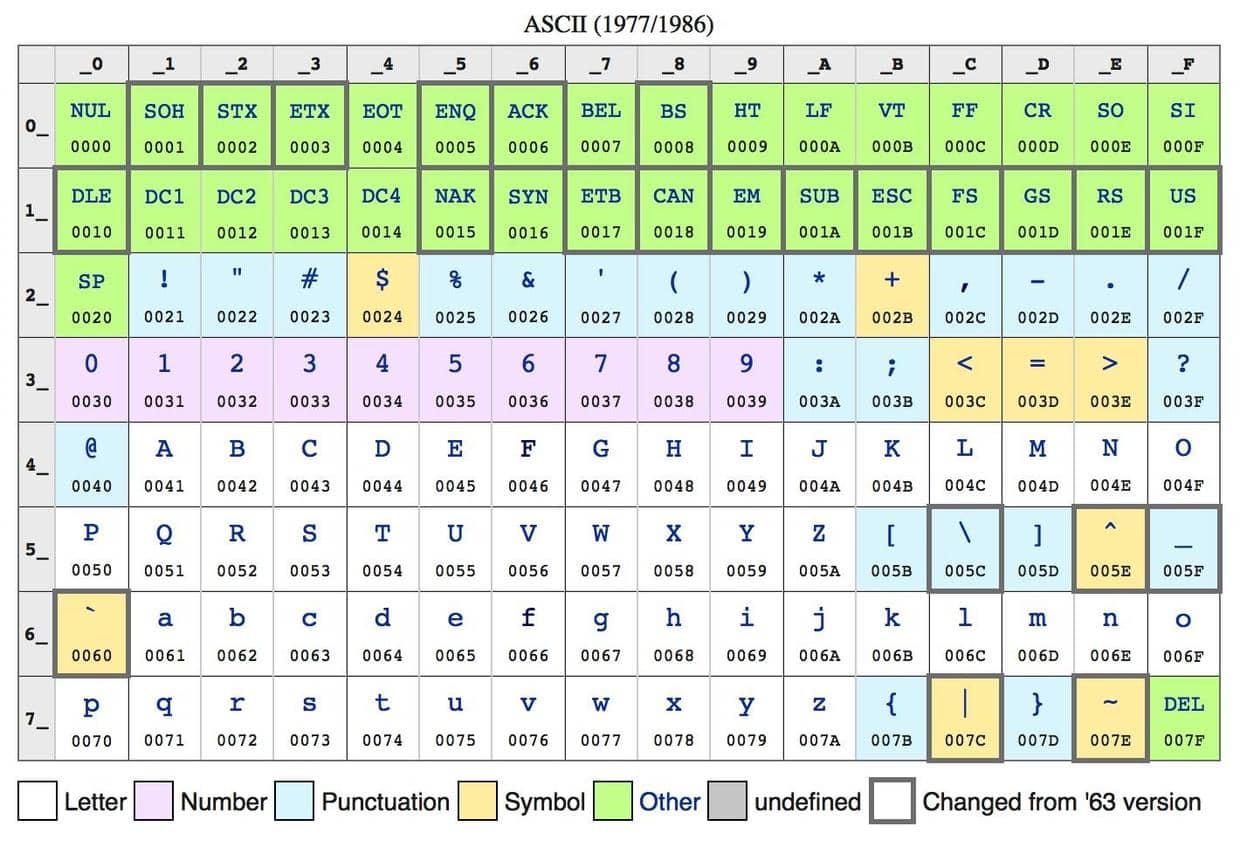 ASCII (1977/1986)
_0 _1 _2 _3 _4 _5 _6 _7 _8 _9 _A _B _C _D _E _F
0_ NUL SOH STX ETX EOT ENQ ACK BEL BS HT LF VT FF CR SO SI
0000 0001 0002 0003 0004 0005 0006 0007 0008 0009 000A 000B 000C 000D 000E 000F
1_ DLE DC1 DC2 DC3 DC4 NAK SYN ETB CAN EM SUB ESC FS GS RS US
0010 0011 0012 0013 0014 0015 0016 0017 0018 0019 001A 001B 001C 001D 001E 001F
2_ SP ! " # $ % & ' ( ) * + , - . /
0020 0021 0022 0023 0024 0025 0026 0027 0028 0029 002A 002B 002C 002D 002E 002F
3_ 0 1 2 3 4 5 6 7 8 9 : ; < = > ?
0030 0031 0032 0033 0034 0035 0036 0037 0038 0039 003A 003B 003C 003D 003E 003F
4_ @ A B C D E F G H I J K L M N O
0040 0041 0042 0043 0044 0045 0046 0047 0048 0049 004A 004B 004C 004D 004E 004F
5_ P Q R S T U V W X Y Z [ \ ] ^ _
0050 0051 0052 0053 0054 0055 0056 0057 0058 0059 005A 005B 005C 005D 005E 005F
6_ ` a b c d e f g h i j k l m n o
0060 0061 0062 0063 0064 0065 0066 0067 0068 0069 006A 006B 006C 006D 006E 006F
7_ p q r s t u v w x y z { | } ~ DEL
0070 0071 0072 0073 0074 0075 0076 0077 0078 0079 007A 007B 007C 007D 007E 007F
Letter Number Punctuation Symbol Other undefined Changed from '63 version